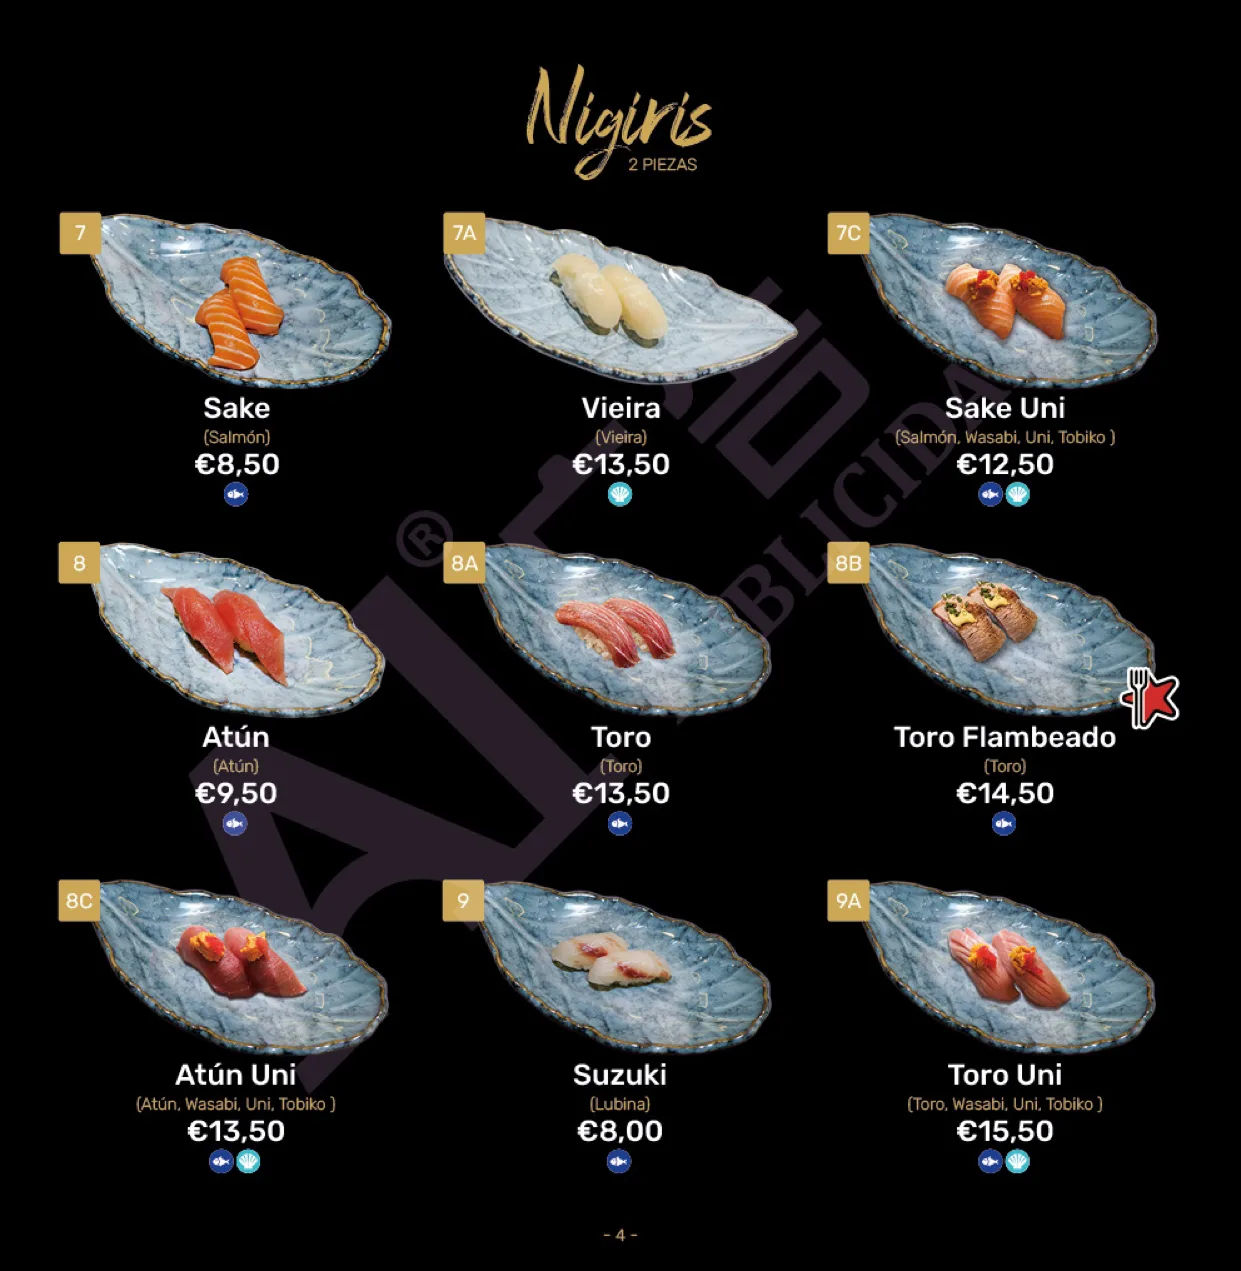 Nigiris
2 PIEZAS
7
7A
7C
Sake
(Salmón)
€8,50
Vieira
(Vieira)
€13,50
Sake Uni
(Salmón, Wasabi, Uni, Tobiko )
€12,50
8
8A
8B
Atún
(Atún)
€9,50
Toro
(Toro)
€13,50
Toro Flambeado
(Toro)
€14,50
8C
9
9A
Atún Uni
(Atún, Wasabi, Uni, Tobiko )
€13,50
Suzuki
(Lubina)
€8,00
Toro Uni
(Toro, Wasabi, Uni, Tobiko )
€15,50
- 4 -